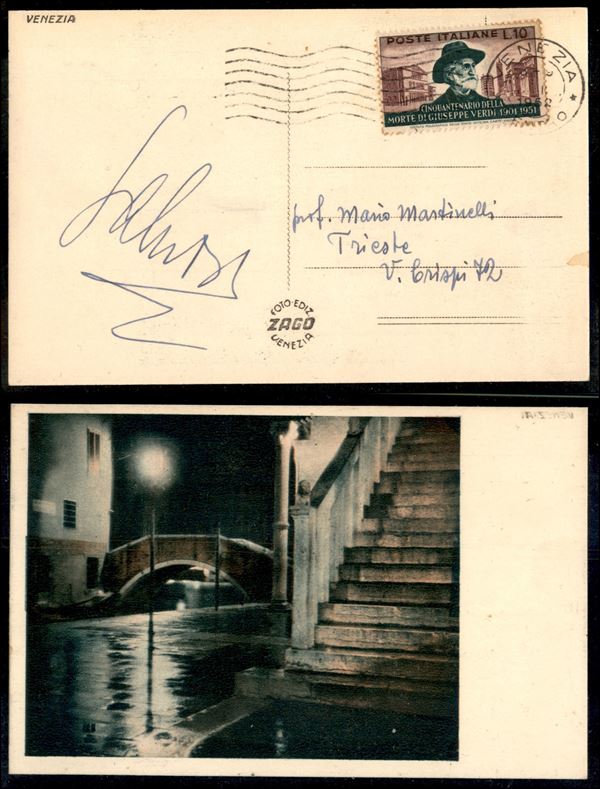 VENEZIA
POSTE ITALIANE L.10
CINQUANTENARIO DELLA
MORTE DI GIUSEPPE VERDI 1901-1951
VENEZIA
prof. Mario Martinelli
Trieste
V. Crispi 72
FOTO-EDIZ
ZAGO
VENEZIA
VENEZIA